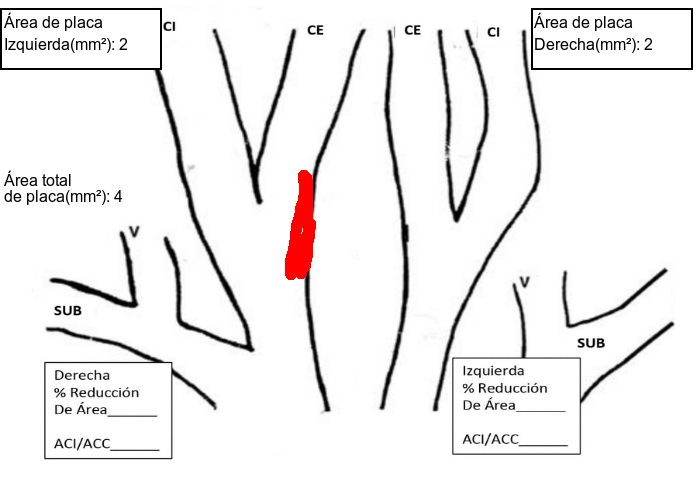 Área de placa
Izquierda(mm²): 2
CI
CE
CE
CI
Área de placa
Derecha(mm²): 2
Área total
de placa(mm²): 4
V
SUB
V
SUB
Derecha
% Reducción
De Área_______
ACI/ACC_______
Izquierda
% Reducción
De Área_______
ACI/ACC_______